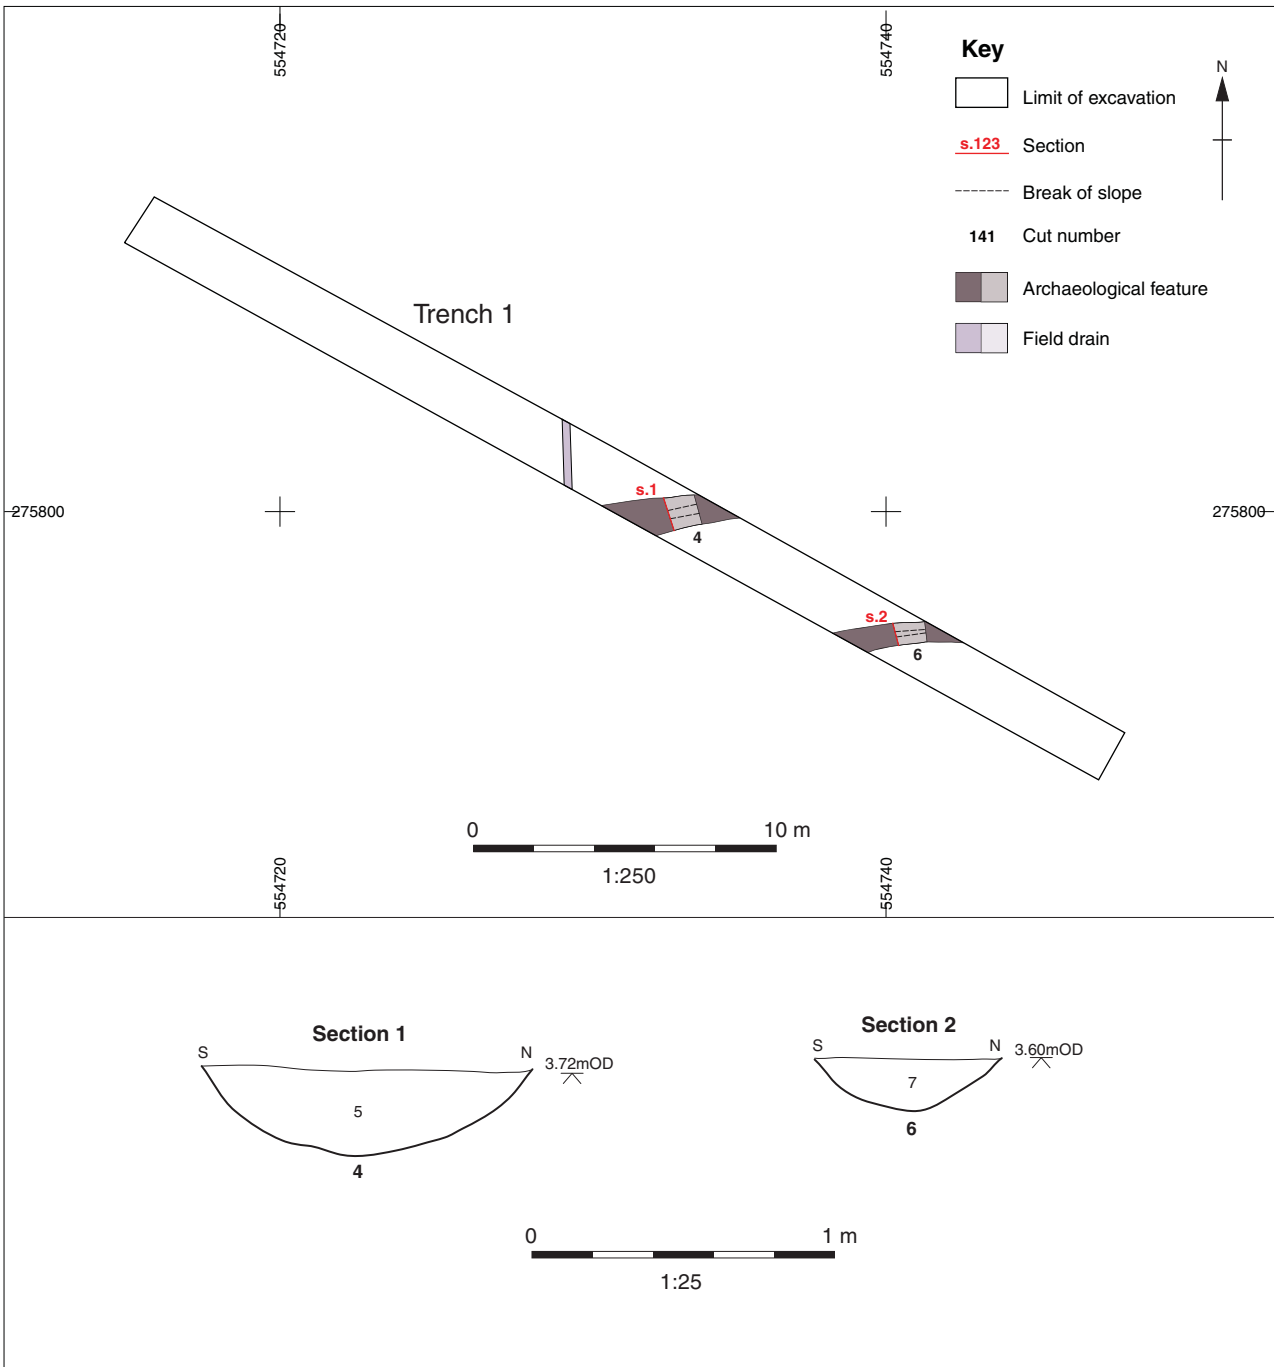 554720
554740
Key
N
Limit of excavation
s.123 Section
Break of slope
141 Cut number
Archaeological feature
Field drain
Trench 1
s.1
4
275800
275800
s.2
6
0 10 m
1:250
554720
554740
Section 1
S N 3.72mOD
5
4
Section 2
S N 3.60mOD
7
6
0 1 m
1:25